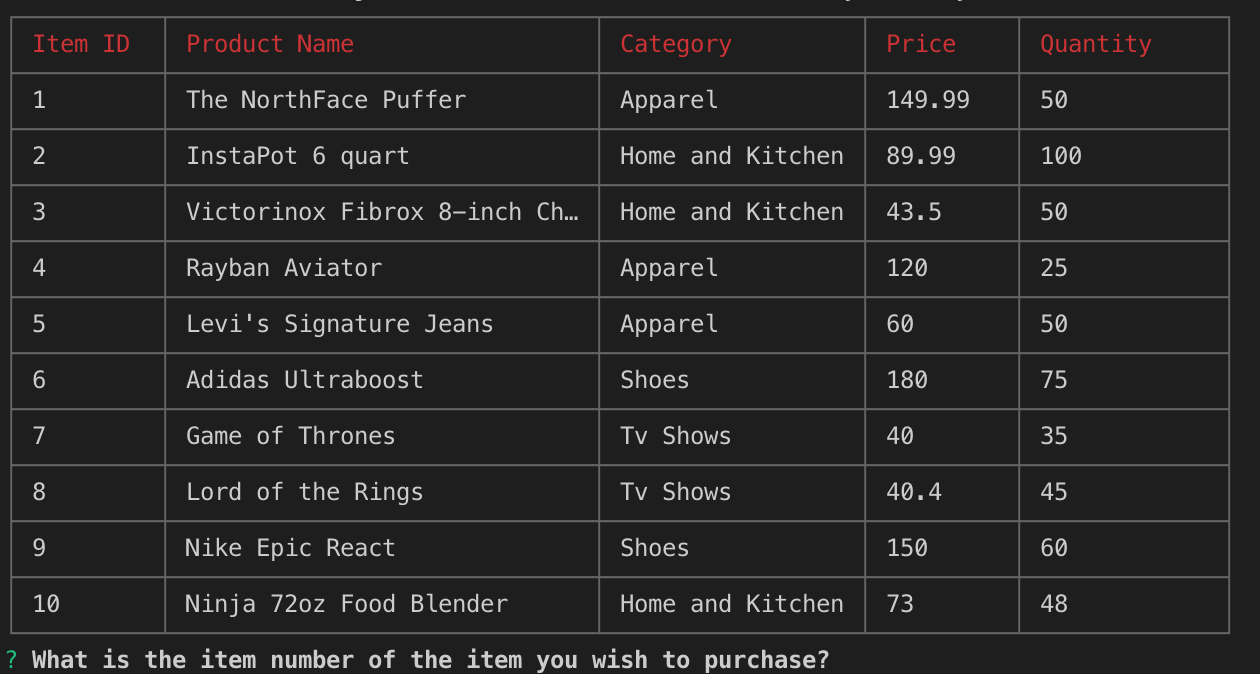 Item ID Product Name Category Price Quantity
1 The NorthFace Puffer Apparel 149.99 50
2 InstaPot 6 quart Home and Kitchen 89.99 100
3 Victorinox Fibrox 8-inch Ch… Home and Kitchen 43.5 50
4 Rayban Aviator Apparel 120 25
5 Levi's Signature Jeans Apparel 60 50
6 Adidas Ultraboost Shoes 180 75
7 Game of Thrones Tv Shows 40 35
8 Lord of the Rings Tv Shows 40.4 45
9 Nike Epic React Shoes 150 60
10 Ninja 72oz Food Blender Home and Kitchen 73 48
? What is the item number of the item you wish to purchase?